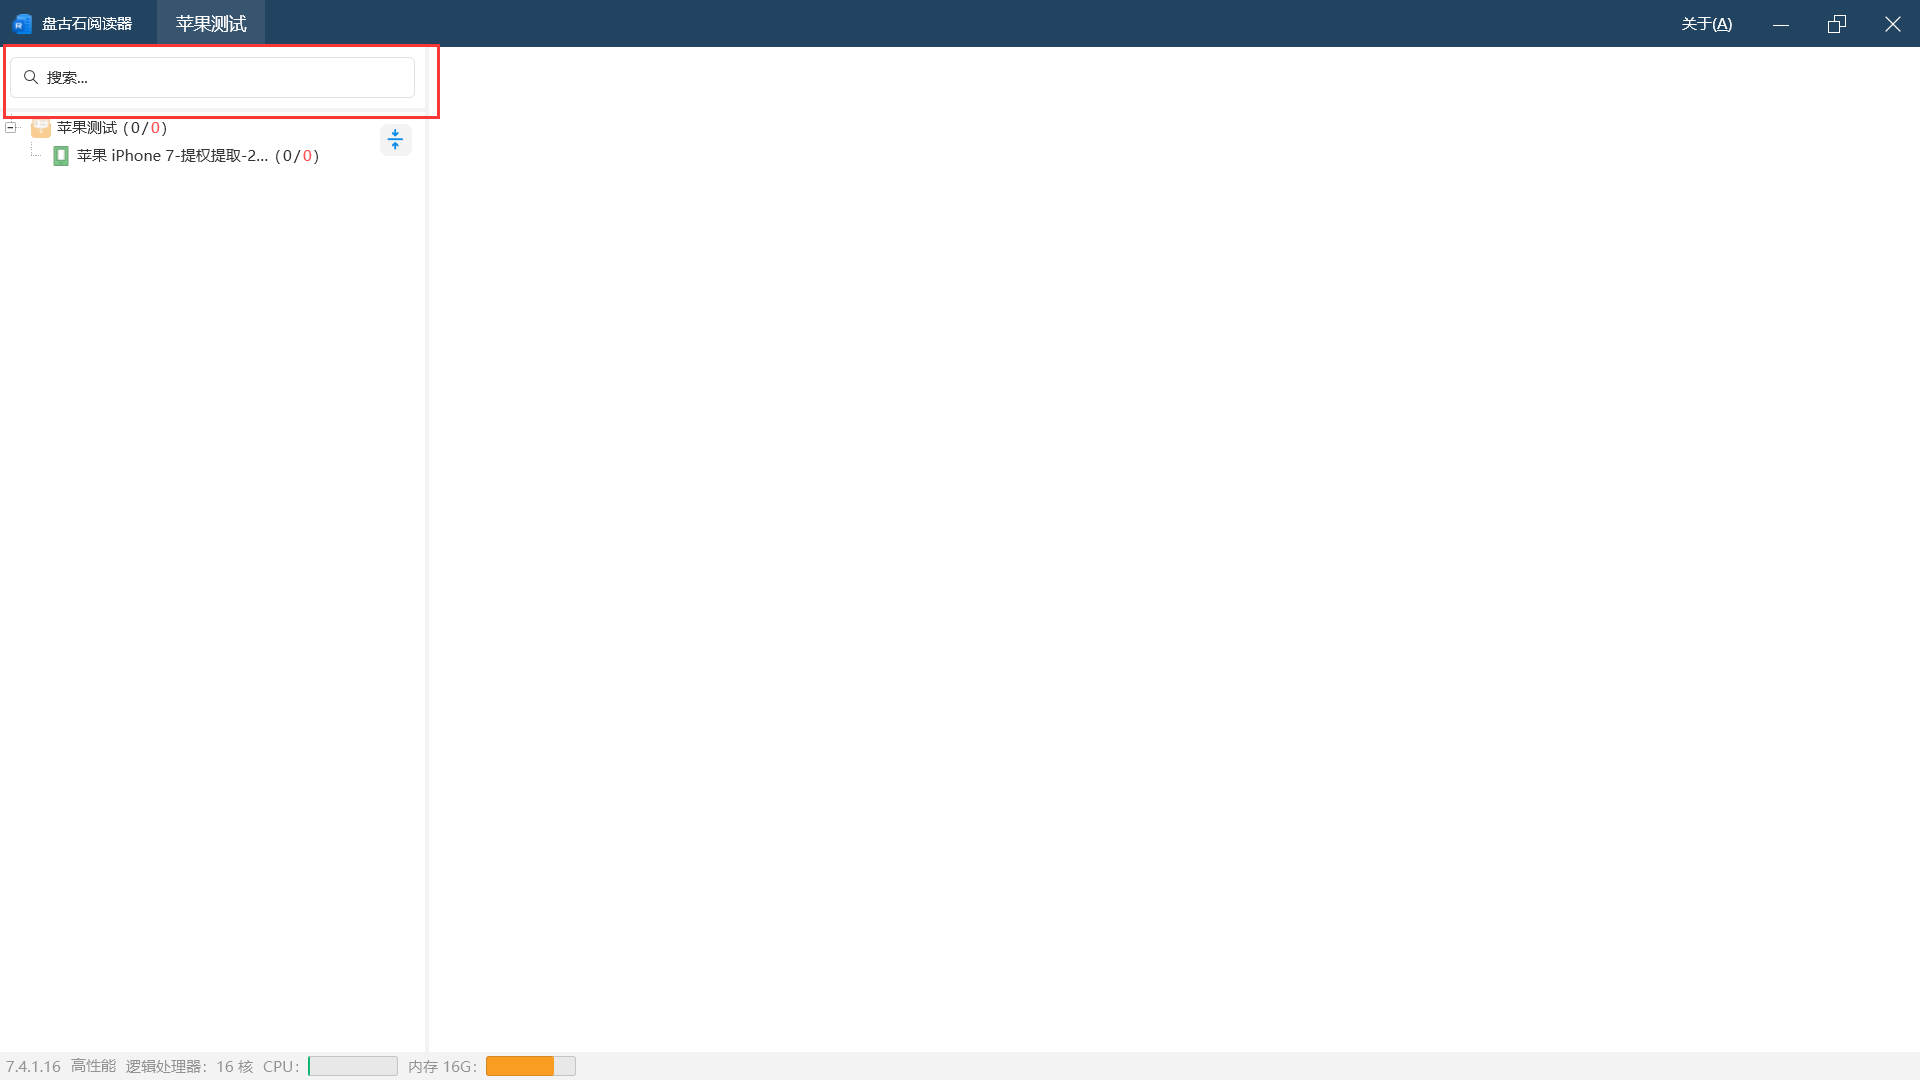 盘古石阅读器 苹果测试 关于(A)
搜索...
苹果测试 (0/0)
苹果 iPhone 7-提权提取-2... (0/0)
7.4.1.16 高性能 逻辑处理器: 16 核 CPU: 内存 16G: